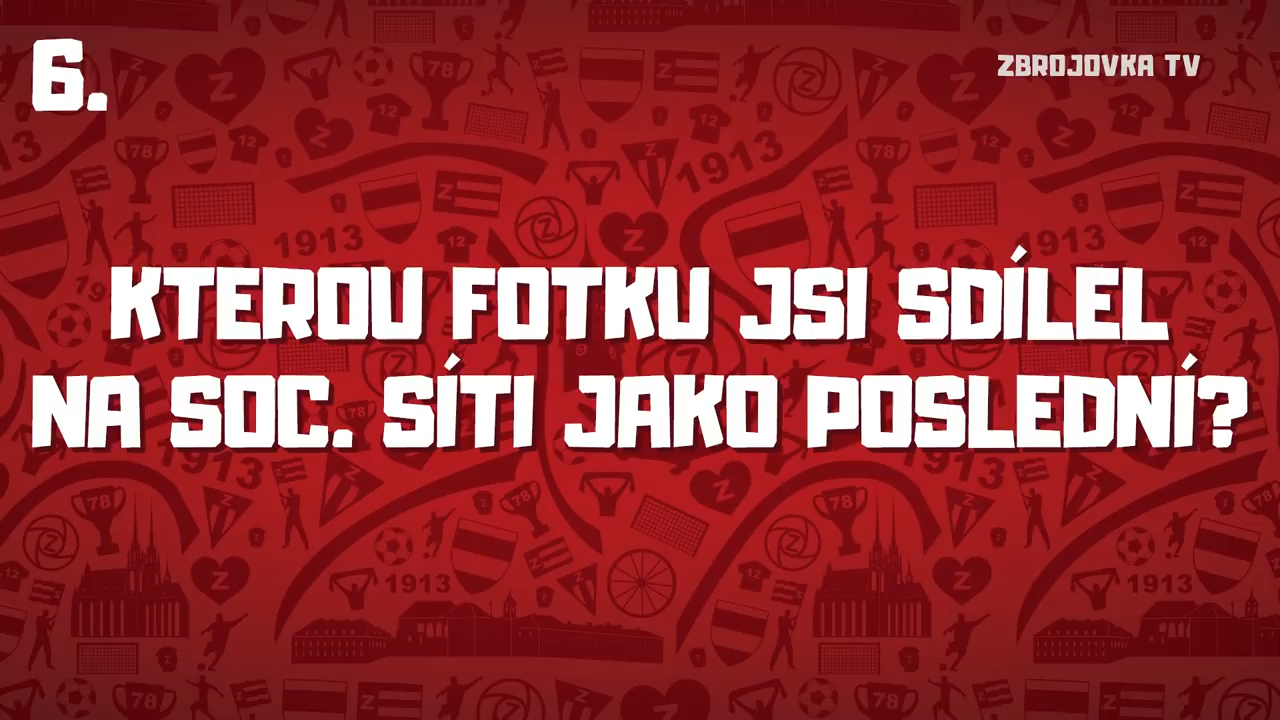 6.
ZBROJOVKA TV
KTEROU FOTKU JSI SDÍLEL
NA SOC. SÍTI JAKO POSLEDNÍ?